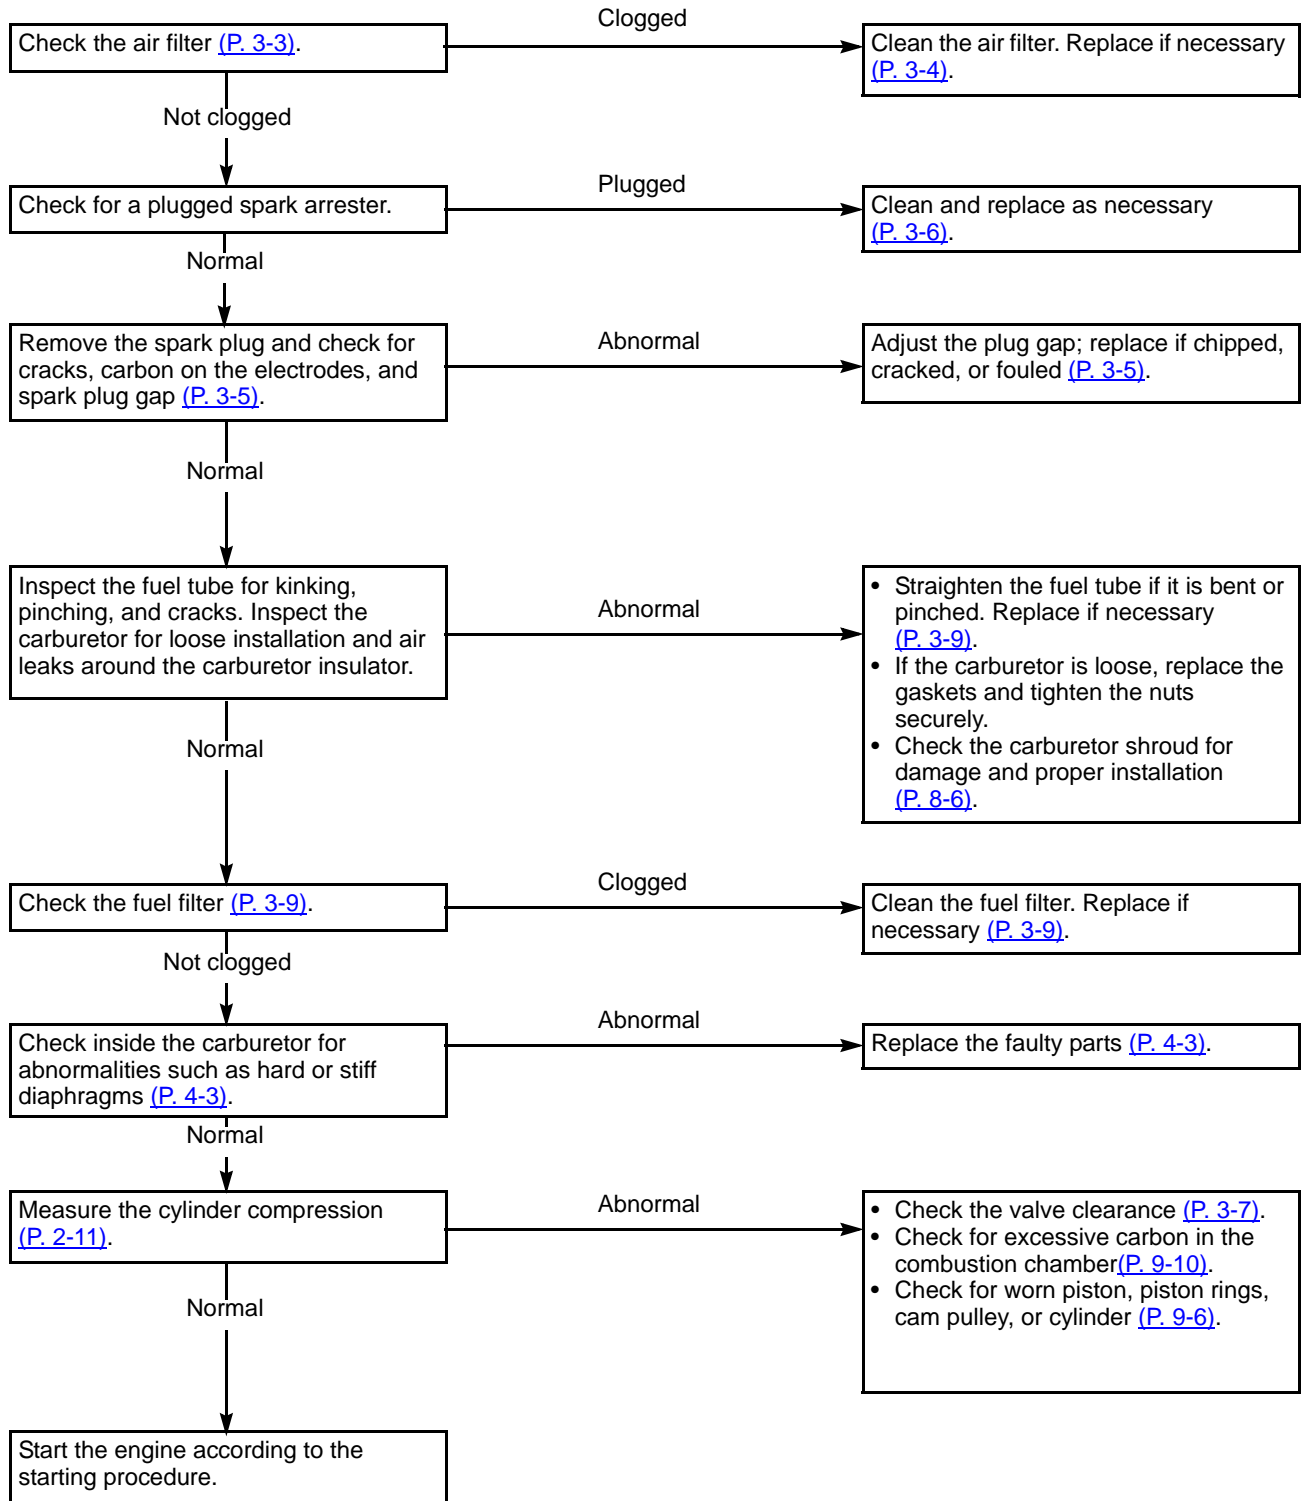 Clogged
Check the air filter (P. 3-3).
Clean the air filter. Replace if necessary
(P. 3-4).
Not clogged
Plugged
Check for a plugged spark arrester.
Clean and replace as necessary
(P. 3-6).
Normal
Abnormal
Remove the spark plug and check for
cracks, carbon on the electrodes, and
spark plug gap (P. 3-5).
Adjust the plug gap; replace if chipped,
cracked, or fouled (P. 3-5).
Normal
Inspect the fuel tube for kinking,
pinching, and cracks. Inspect the
carburetor for loose installation and air
leaks around the carburetor insulator.
Abnormal
• Straighten the fuel tube if it is bent or
pinched. Replace if necessary
(P. 3-9).
• If the carburetor is loose, replace the
gaskets and tighten the nuts
securely.
• Check the carburetor shroud for
damage and proper installation
(P. 8-6).
Normal
Clogged
Check the fuel filter (P. 3-9).
Clean the fuel filter. Replace if
necessary (P. 3-9).
Not clogged
Abnormal
Check inside the carburetor for
abnormalities such as hard or stiff
diaphragms (P. 4-3).
Replace the faulty parts (P. 4-3).
Normal
Abnormal
Measure the cylinder compression
(P. 2-11).
• Check the valve clearance (P. 3-7).
• Check for excessive carbon in the
combustion chamber(P. 9-10).
• Check for worn piston, piston rings,
cam pulley, or cylinder (P. 9-6).
Normal
Start the engine according to the
starting procedure.